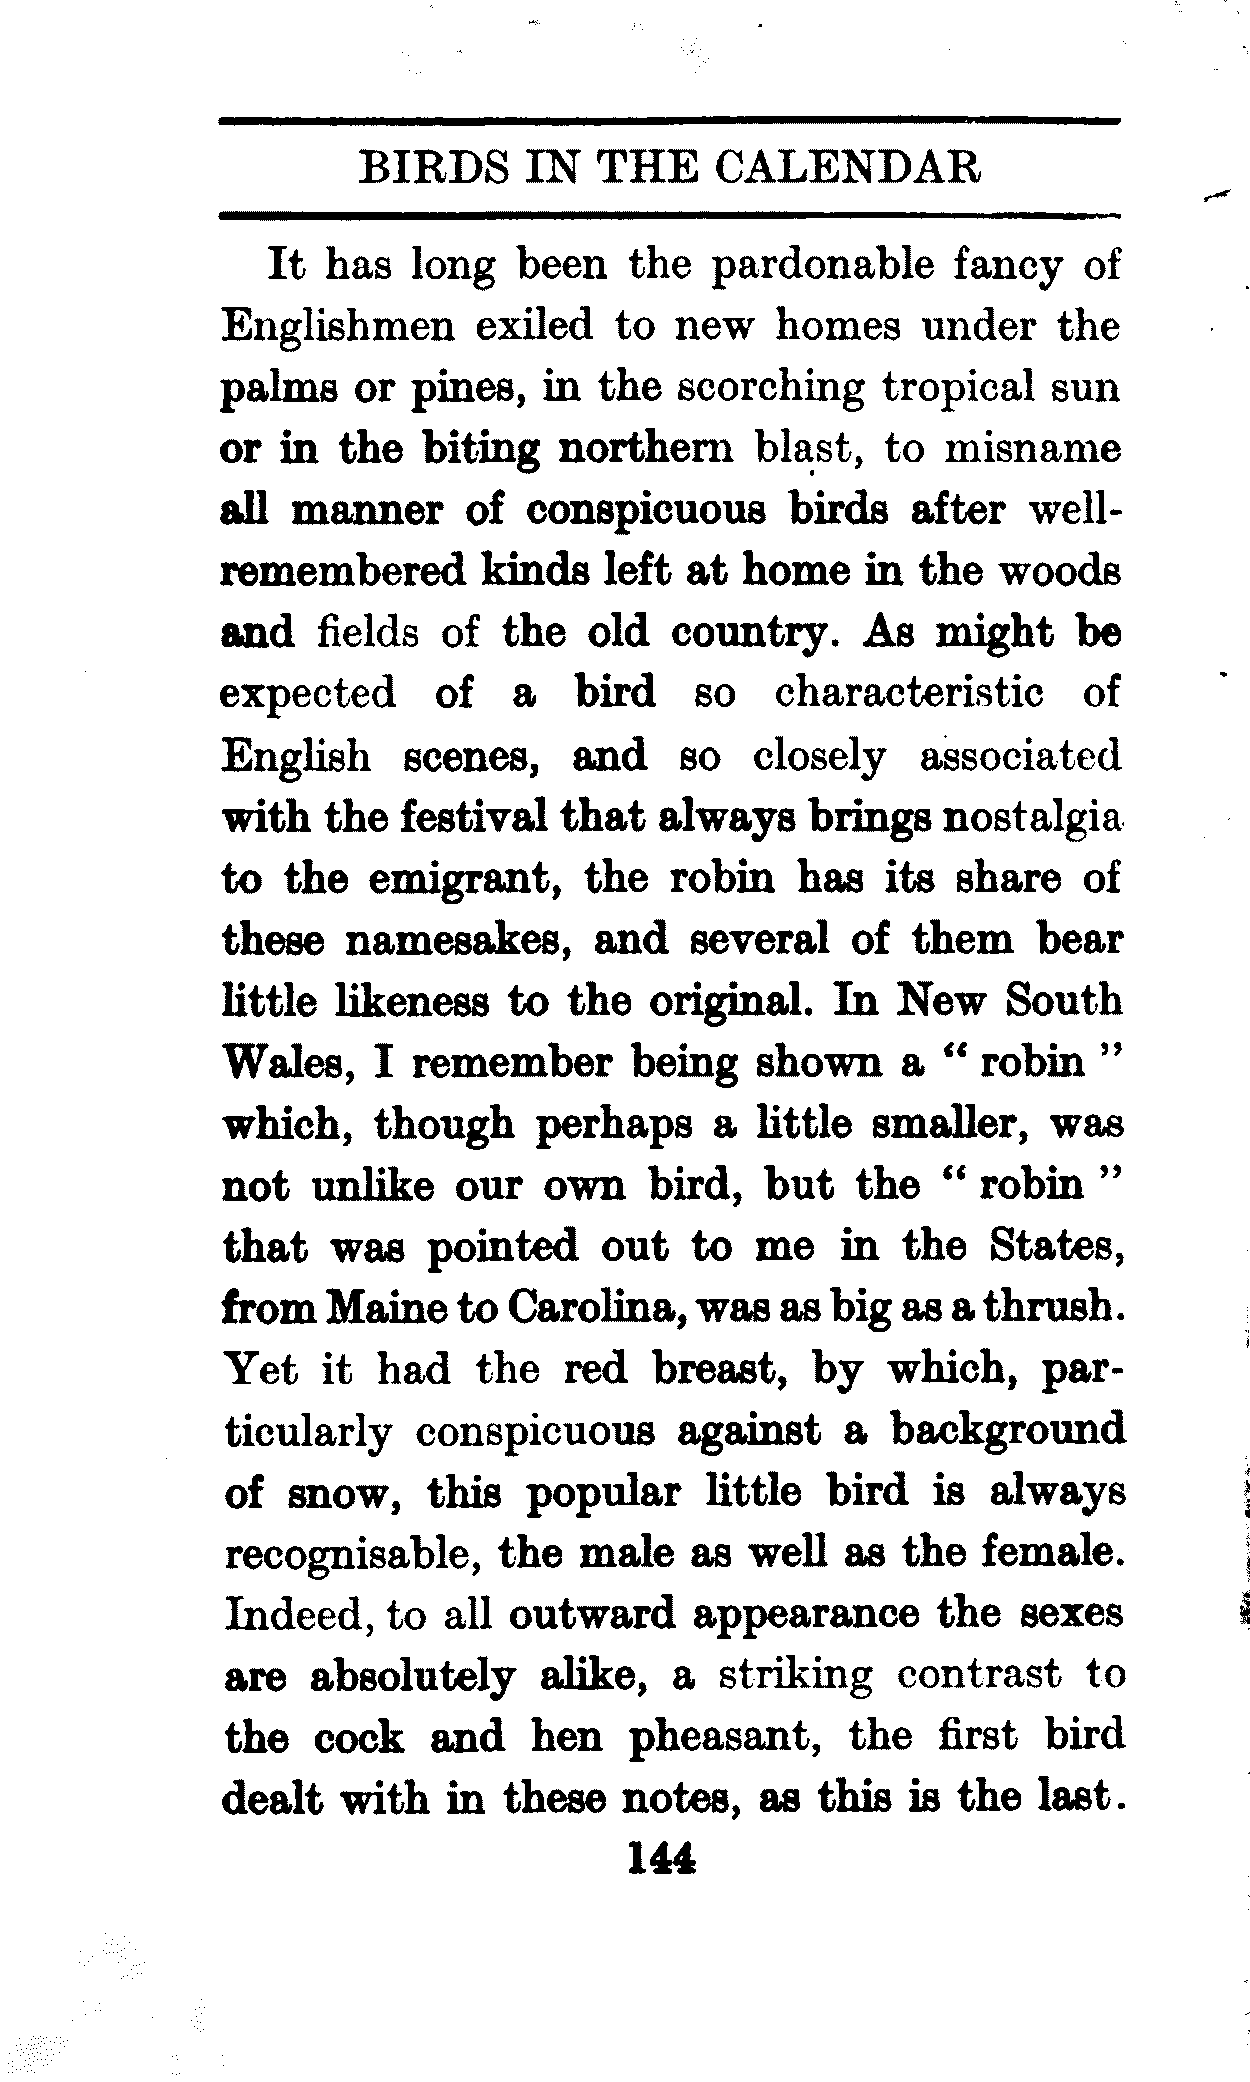 BIRDS IN THE CALENDAR
It has long been the pardonable fancy of
Englishmen exiled to new homes under the
palms or pines, in the scorching tropical sun
or in the biting northern blast, to misname
all manner of conspicuous birds after well-
remembered kinds left at home in the woods
and fields of the old country. As might be
expected of a bird so characteristic of
English scenes, and so closely associated
with the festival that always brings nostalgia
to the emigrant, the robin has its share of
these namesakes, and several of them bear
little likeness to the original. In New South
Wales, I remember being shown a “ robin ”
which, though perhaps a little smaller, was
not unlike our own bird, but the “ robin ”
that was pointed out to me in the States,
from Maine to Carolina, was as big as a thrush.
Yet it had the red breast, by which, par-
ticularly conspicuous against a background
of snow, this popular little bird is always
recognisable, the male as well as the female.
Indeed, to all outward appearance the sexes
are absolutely alike, a striking contrast to
the cock and hen pheasant, the first bird
dealt with in these notes, as this is the last.
144